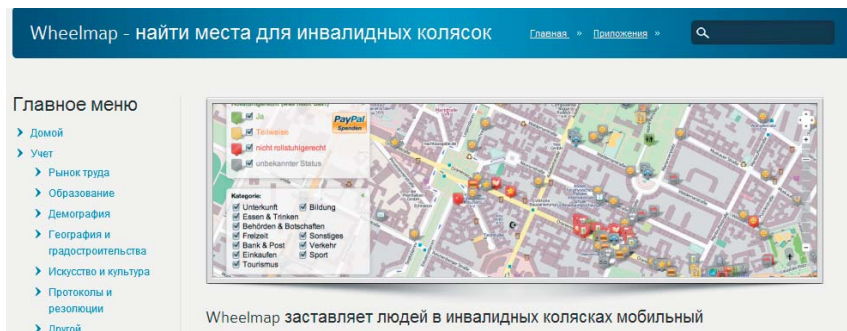 Wheelmap - найти места для инвалидных колясок
Главная » Приложения »
Главное меню
Домой
Учет
Рынок труда
Образование
Демография
География и
градостроительства
Искусство и культура
Протоколы и
резолюции
Другой
Ja
Teilweise
nicht rollstuhlgerecht
unbekannter Status
PayPal
Spenden
Kategorie:
Unterkunft Bildung
Essen & Trinken
Behörden & Botschaften
Freizeit Sonstiges
Bank & Post Verkehr
Einkaufen Sport
Tourismus
Wheelmap заставляет людей в инвалидных колясках мобильный